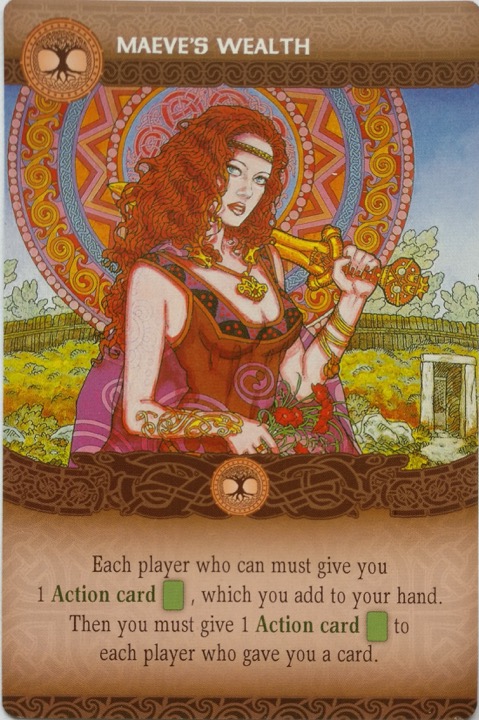 MAEVE'S WEALTH
Each player who can must give you
1 Action card , which you add to your hand.
Then you must give 1 Action card to
each player who gave you a card.